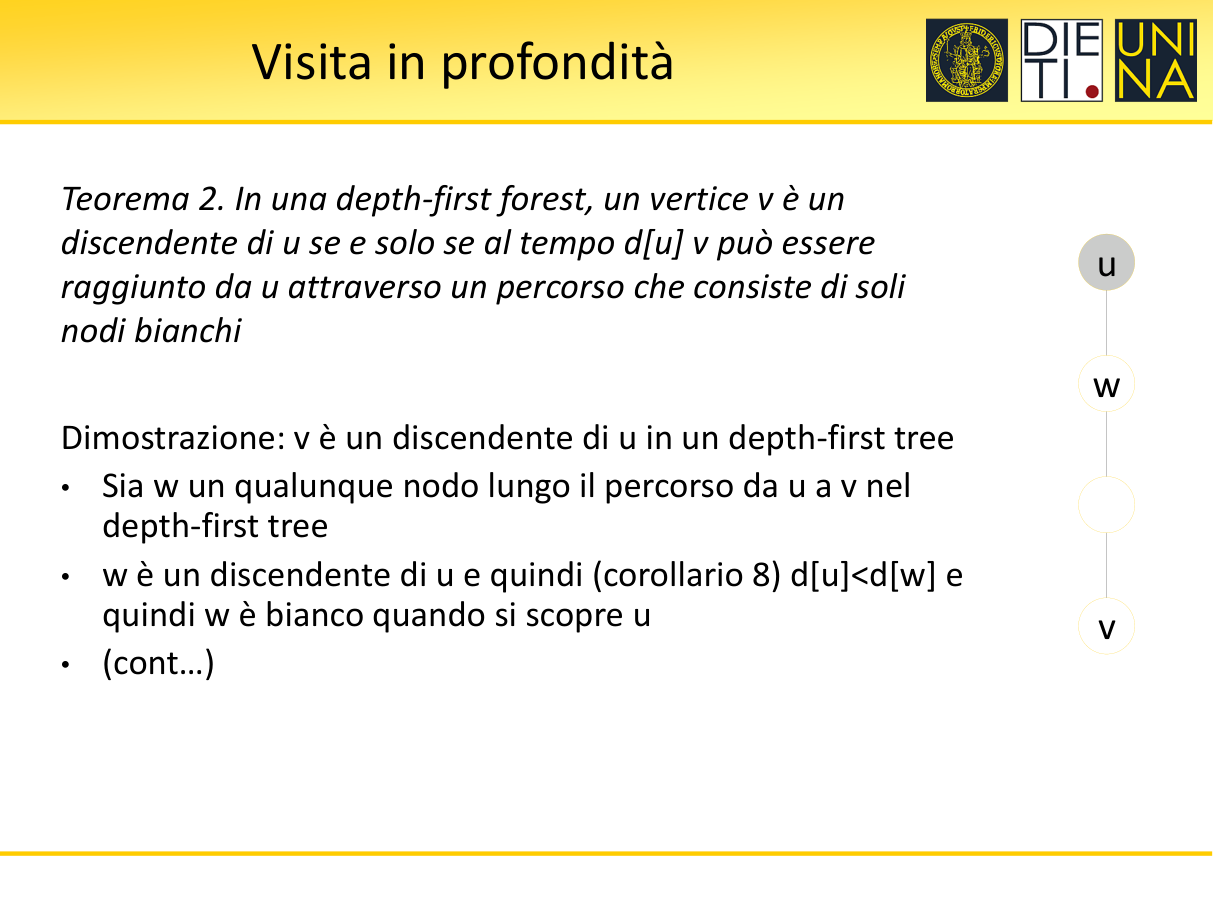 Visita in profondità
DIE
TI.
UNI
NA
Teorema 2. In una depth-first forest, un vertice v è un
discendente di u se e solo se al tempo d[u] v può essere
raggiunto da u attraverso un percorso che consiste di soli
nodi bianchi
Dimostrazione: v è un discendente di u in un depth-first tree
• Sia w un qualunque nodo lungo il percorso da u a v nel
depth-first tree
• w è un discendente di u e quindi (corollario 8) d[u]<d[w] e
quindi w è bianco quando si scopre u
• (cont…)
u
w
v